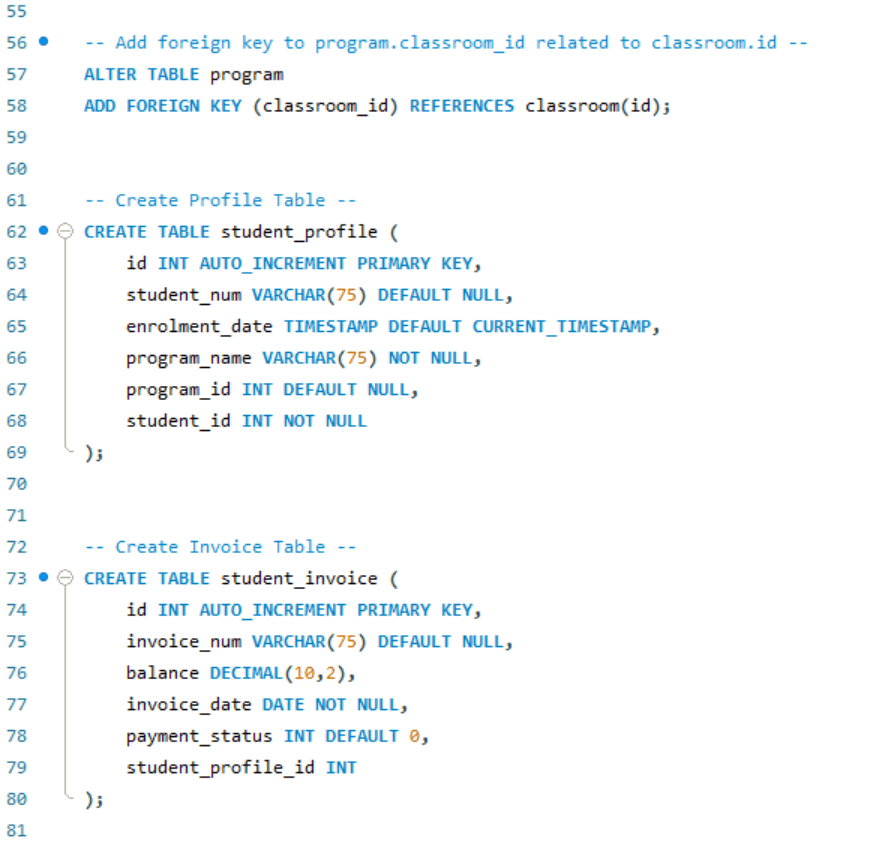 55
56 -- Add foreign key to program.classroom_id related to classroom.id --
57 ALTER TABLE program
58 ADD FOREIGN KEY (classroom_id) REFERENCES classroom(id);
59
60
61 -- Create Profile Table --
62 CREATE TABLE student_profile (
63 id INT AUTO_INCREMENT PRIMARY KEY,
64 student_num VARCHAR(75) DEFAULT NULL,
65 enrolment_date TIMESTAMP DEFAULT CURRENT_TIMESTAMP,
66 program_name VARCHAR(75) NOT NULL,
67 program_id INT DEFAULT NULL,
68 student_id INT NOT NULL
69 );
70
71
72 -- Create Invoice Table --
73 CREATE TABLE student_invoice (
74 id INT AUTO_INCREMENT PRIMARY KEY,
75 invoice_num VARCHAR(75) DEFAULT NULL,
76 balance DECIMAL(10,2),
77 invoice_date DATE NOT NULL,
78 payment_status INT DEFAULT 0,
79 student_profile_id INT
80 );
81